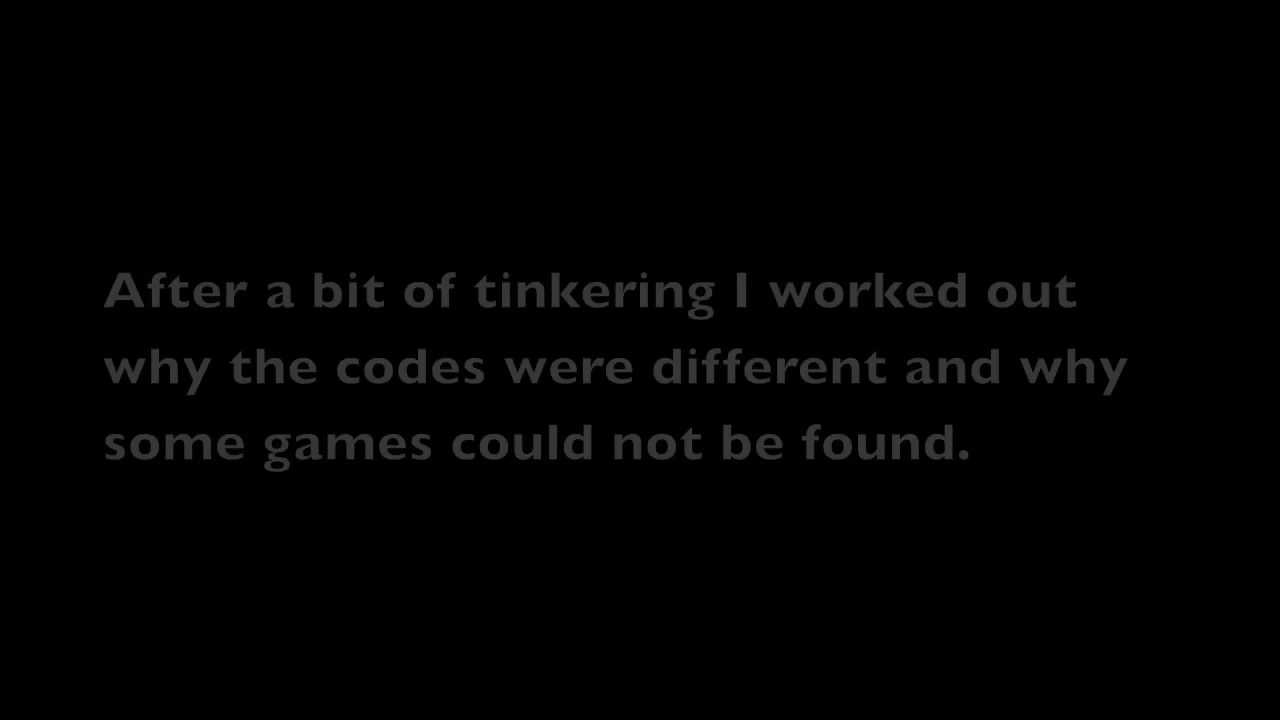 After a bit of tinkering I worked out
why the codes were different and why
some games could not be found.